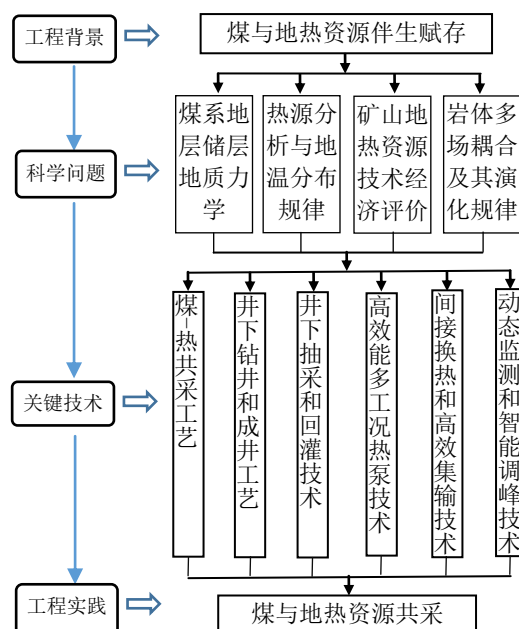 工程背景
煤与地热资源伴生赋存
科学问题
煤系地
层储层
地质力
学
热源分
析与地
温分布
规律
矿山地
热资源
技术经
济评价
岩体多
场耦合
及其演
化规律
关键技术
煤-热共采工艺
井下钻井和成井工艺
井下抽采和回灌技术
高效能多工况热泵技术
间接换热和高效集输技术
动态监测和智能调峰技术
工程实践
煤与地热资源共采